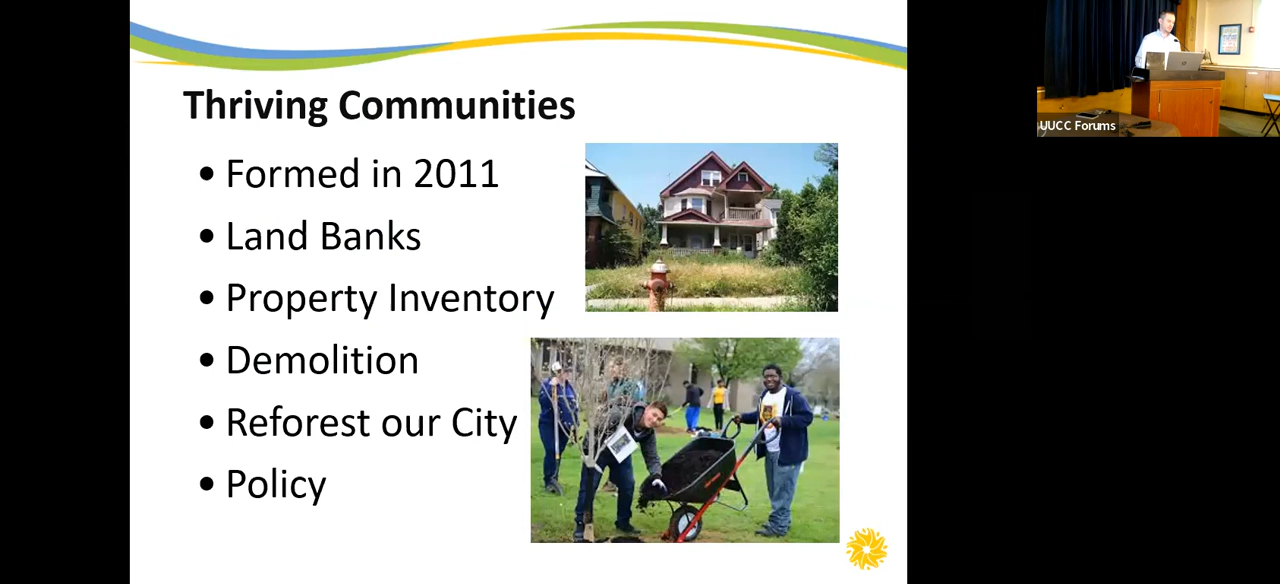 Thriving Communities
• Formed in 2011
• Land Banks
• Property Inventory
• Demolition
• Reforest our City
• Policy
UUCC Forums